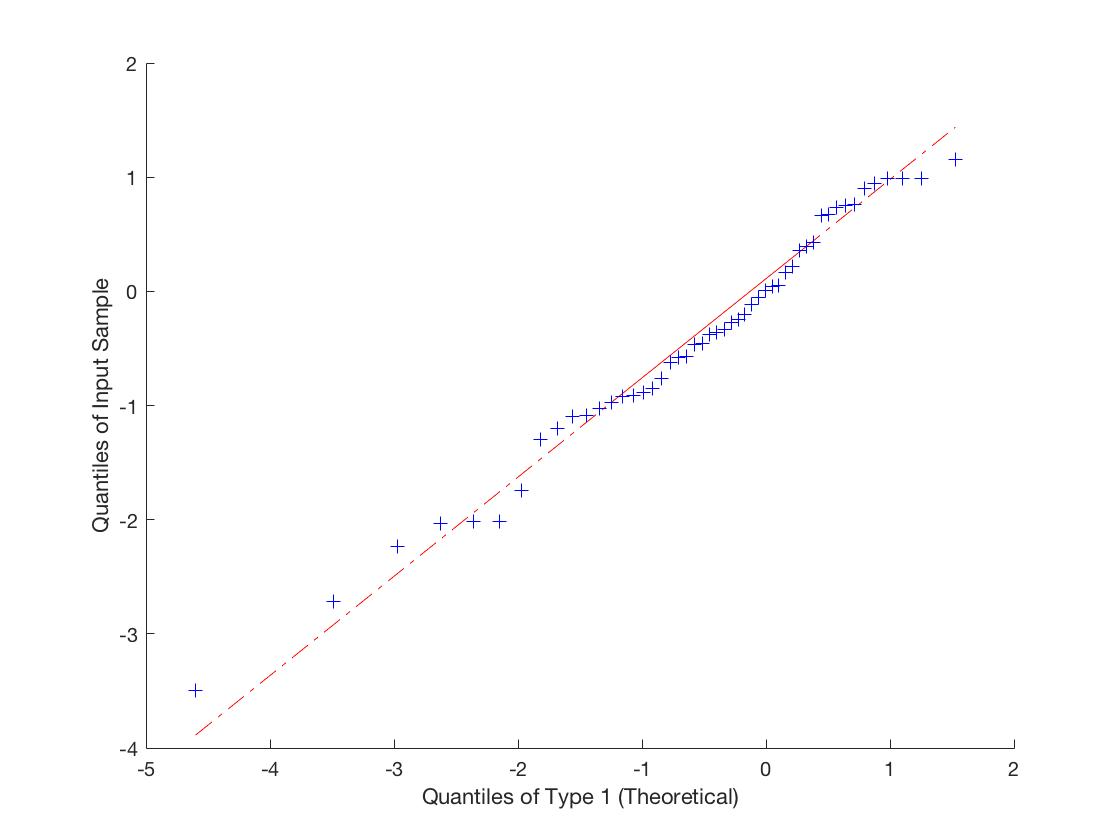 2
1
0
-1
-2
-3
-4
-5 -4 -3 -2 -1 0 1 2
Quantiles of Input Sample
Quantiles of Type 1 (Theoretical)